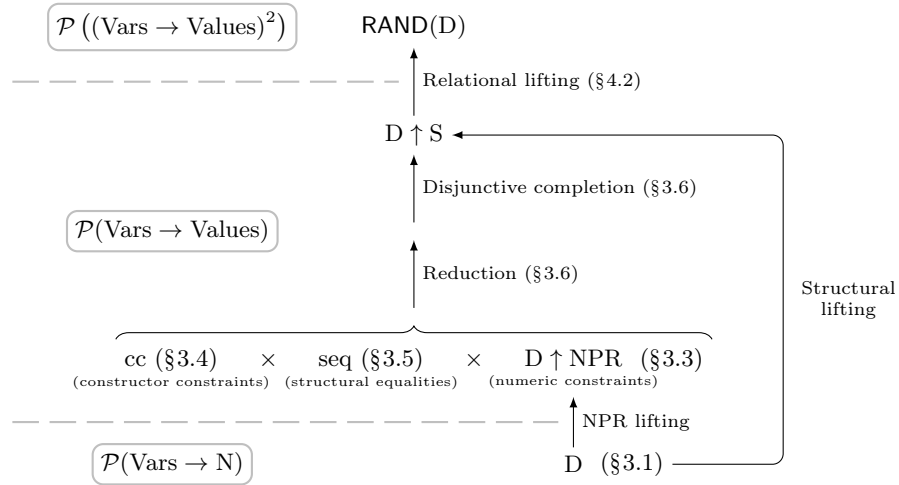 𝒫 ((Vars → Values)²) RAND(D)
Relational lifting (§4.2)
D ↑ S
Disjunctive completion (§3.6)
𝒫(Vars → Values)
Reduction (§3.6)
Structural
lifting
cc (§3.4) × seq (§3.5) × D ↑ NPR (§3.3)
(constructor constraints) (structural equalities) (numeric constraints)
NPR lifting
𝒫(Vars → N) D (§3.1)